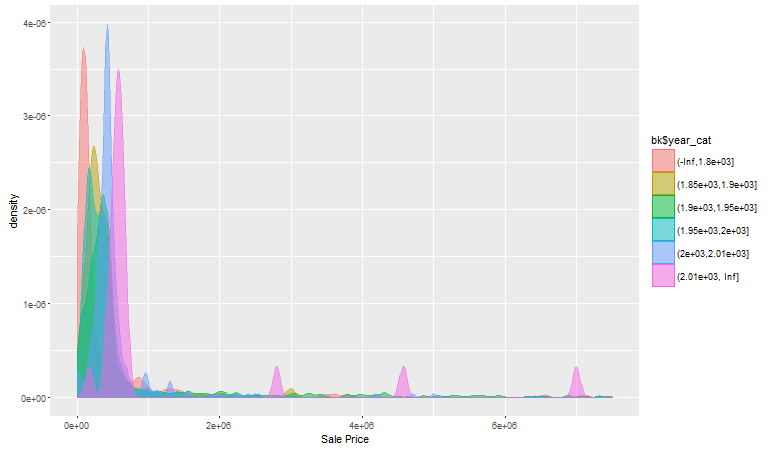 4e-06
3e-06
2e-06
1e-06
0e+00
density
0e+00 2e+06 4e+06 6e+06
Sale Price
bk$year_cat
(-Inf,1.8e+03]
(1.85e+03,1.9e+03]
(1.9e+03,1.95e+03]
(1.95e+03,2e+03]
(2e+03,2.01e+03]
(2.01e+03, Inf]